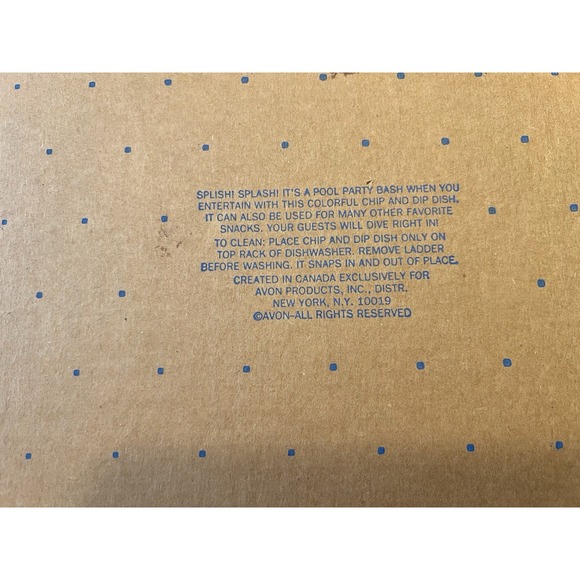 SPLISH! SPLASH! IT'S A POOL PARTY BASH WHEN YOU
ENTERTAIN WITH THIS COLORFUL CHIP AND DIP DISH.
IT CAN ALSO BE USED FOR MANY OTHER FAVORITE
SNACKS. YOUR GUESTS WILL DIVE RIGHT IN!
TO CLEAN: PLACE CHIP AND DIP DISH ONLY ON
TOP RACK OF DISHWASHER. REMOVE LADDER
BEFORE WASHING. IT SNAPS IN AND OUT OF PLACE.
CREATED IN CANADA EXCLUSIVELY FOR
AVON PRODUCTS, INC., DISTR.
NEW YORK, N.Y. 10019
©AVON-ALL RIGHTS RESERVED